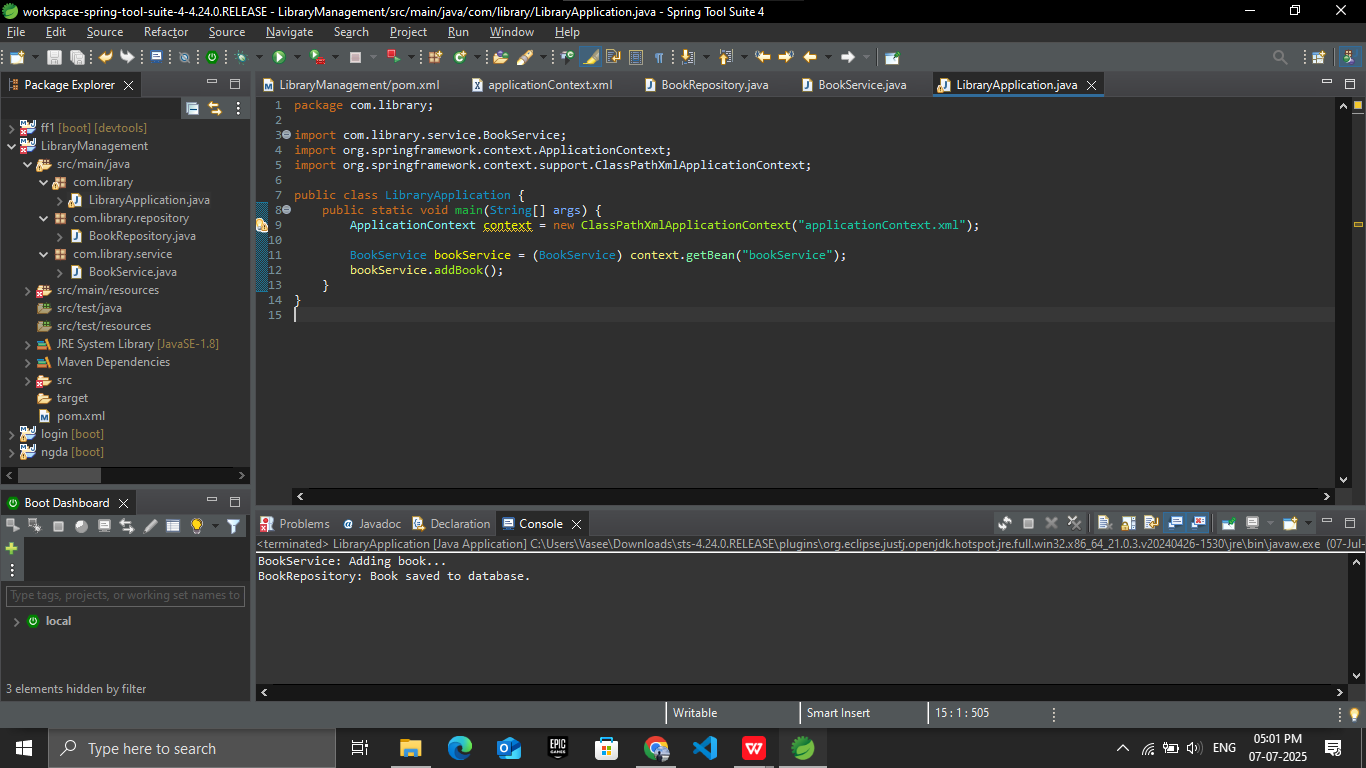 workspace-spring-tool-suite-4-4.24.0.RELEASE - LibraryManagement/src/main/java/com/library/LibraryApplication.java - Spring Tool Suite 4
File Edit Source Refactor Source Navigate Search Project Run Window Help
Package Explorer
ff1 [boot] [devtools]
LibraryManagement
src/main/java
com.library
LibraryApplication.java
com.library.repository
BookRepository.java
com.library.service
BookService.java
src/main/resources
src/test/java
src/test/resources
JRE System Library [JavaSE-1.8]
Maven Dependencies
src
target
pom.xml
login [boot]
ngda [boot]
LibraryManagement/pom.xml applicationContext.xml BookRepository.java BookService.java LibraryApplication.java
1 package com.library;
2
3 import com.library.service.BookService;
4 import org.springframework.context.ApplicationContext;
5 import org.springframework.context.support.ClassPathXmlApplicationContext;
6
7 public class LibraryApplication {
8 public static void main(String[] args) {
9 ApplicationContext context = new ClassPathXmlApplicationContext("applicationContext.xml");
10
11 BookService bookService = (BookService) context.getBean("bookService");
12 bookService.addBook();
13 }
14 }
15
Boot Dashboard
Type tags, projects, or working set names to
local
3 elements hidden by filter
Problems Javadoc Declaration Console
<terminated> LibraryApplication [Java Application] C:\Users\Vasee\Downloads\sts-4.24.0.RELEASE\plugins\org.eclipse.justj.openjdk.hotspot.jre.full.win32.x86_64_21.0.3.v20240426-1530\jre\bin\javaw.exe (07-Jul-
BookService: Adding book...
BookRepository: Book saved to database.
Writable Smart Insert 15 : 1 : 505
Type here to search
EPIC GAMES
ENG
05:01 PM
07-07-2025